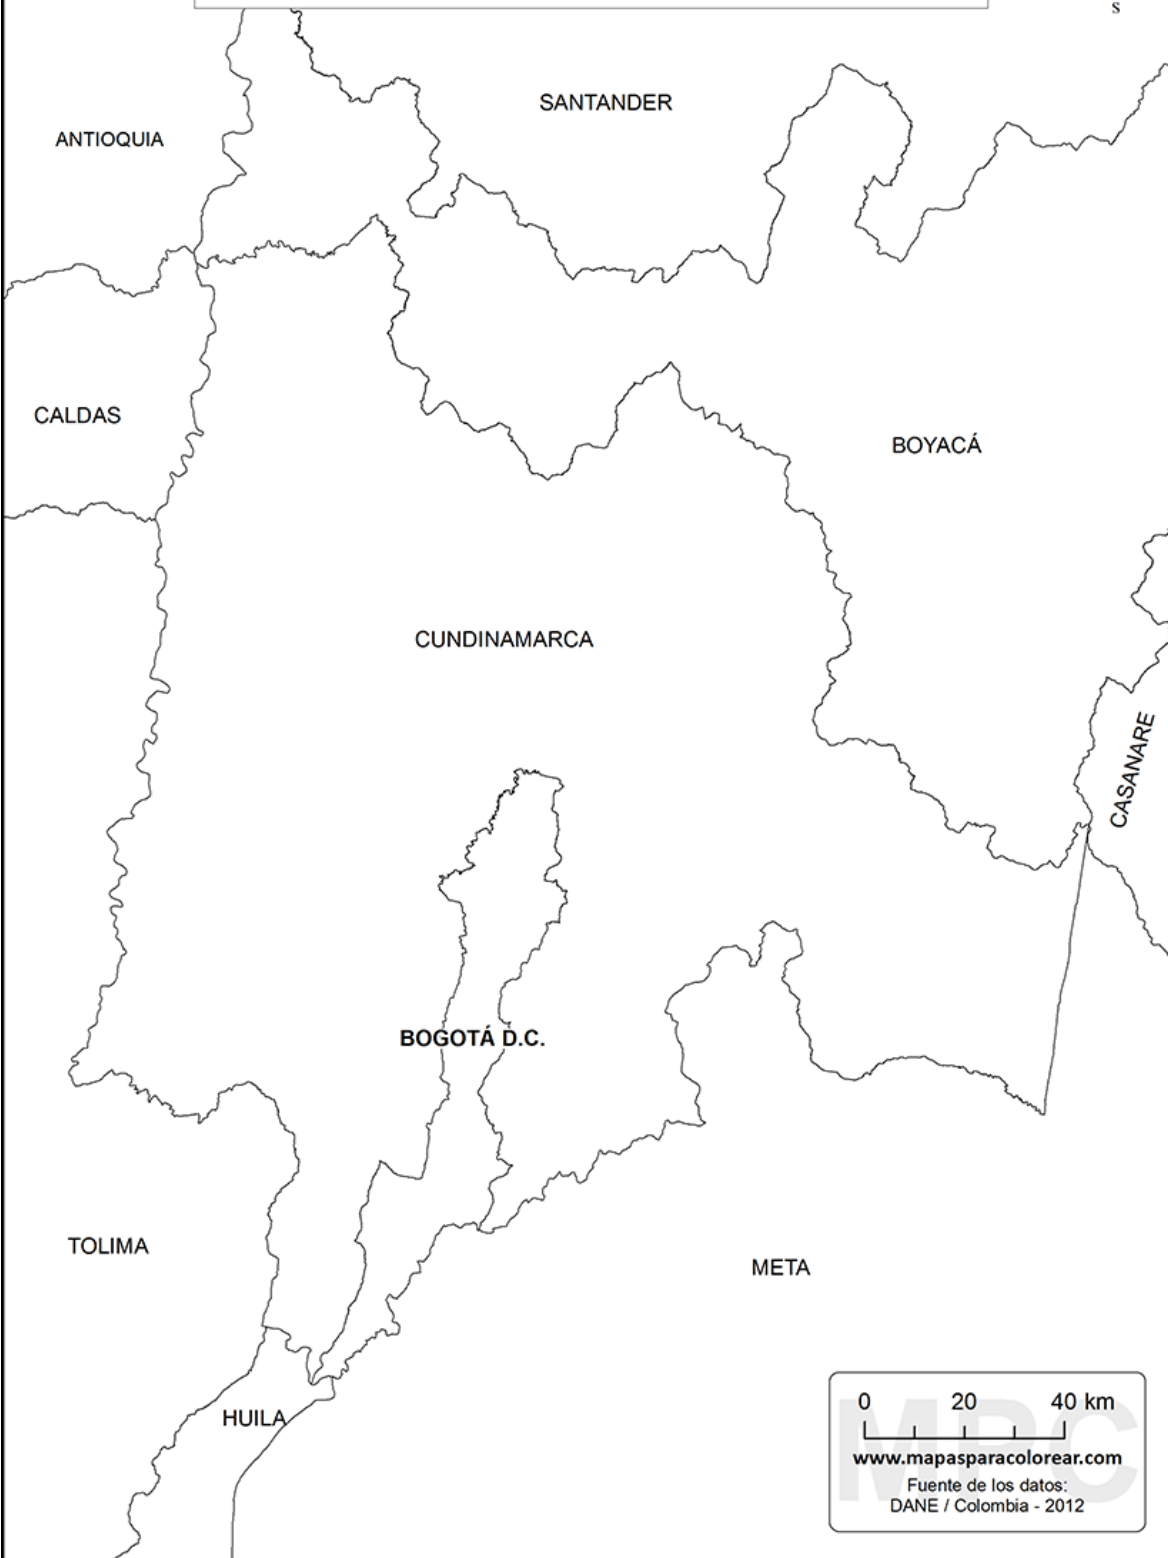 S
SANTANDER
ANTIOQUIA
CALDAS
BOYACÁ
CUNDINAMARCA
CASANARE
BOGOTÁ D.C.
TOLIMA
META
HUILA
0 20 40 km
MPC
www.mapasparacolorear.com
Fuente de los datos:
DANE / Colombia - 2012